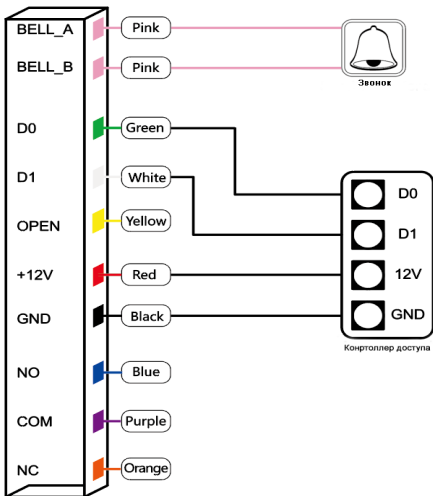 BELL_A Pink
BELL_B Pink
Звонок
D0 Green
D1 White
D0
OPEN Yellow
D1
+12V Red 12V
GND Black GND
Конртоллер доступа
NO Blue
COM Purple
NC Orange